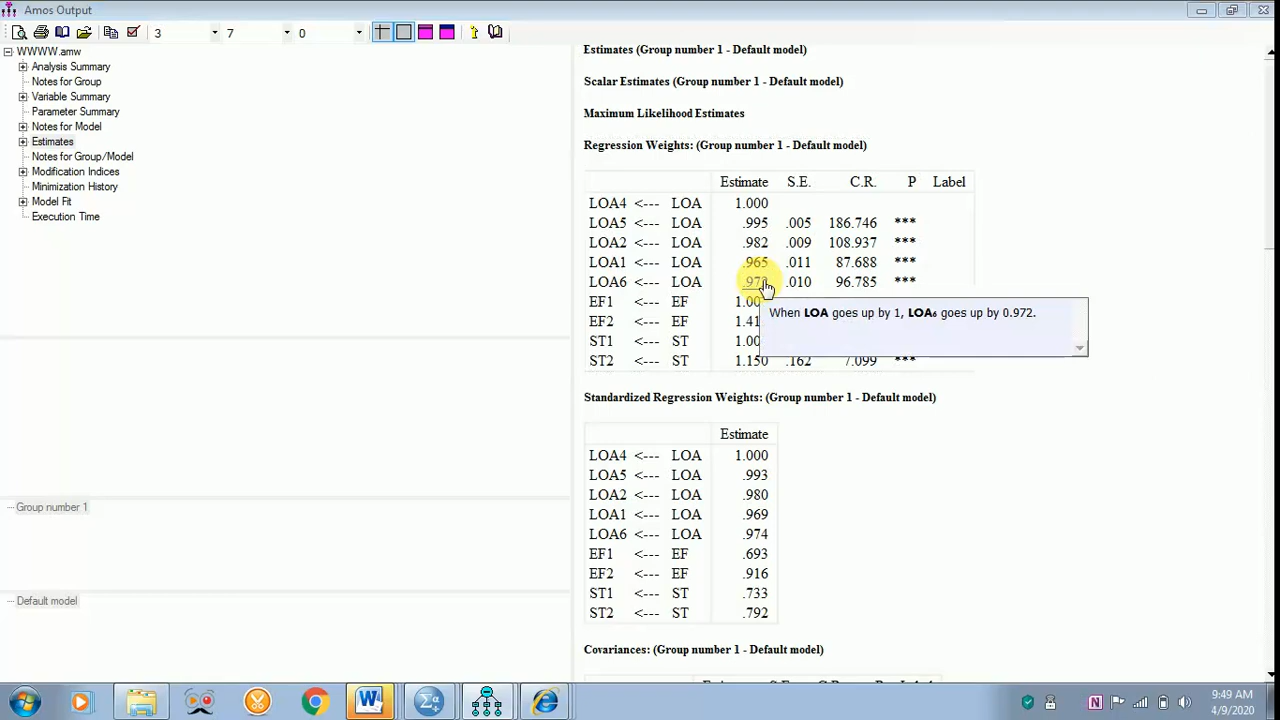 Amos Output
3 7 0
WWWW.amw
Analysis Summary
Notes for Group
Variable Summary
Parameter Summary
Notes for Model
Estimates
Notes for Group/Model
Modification Indices
Minimization History
Model Fit
Execution Time
Group number 1
Default model
Estimates (Group number 1 - Default model)
Scalar Estimates (Group number 1 - Default model)
Maximum Likelihood Estimates
Regression Weights: (Group number 1 - Default model)
Estimate S.E. C.R. P Label
LOA4 <--- LOA 1.000
LOA5 <--- LOA .995 .005 186.746 ***
LOA2 <--- LOA .982 .009 108.937 ***
LOA1 <--- LOA .965 .011 87.688 ***
LOA6 <--- LOA .972 .010 96.785 ***
EF1 <--- EF
EF2 <--- EF
ST1 <--- ST
ST2 <--- ST 1.150 .162 7.099 ***
When LOA goes up by 1, LOA6 goes up by 0.972.
Standardized Regression Weights: (Group number 1 - Default model)
Estimate
LOA4 <--- LOA 1.000
LOA5 <--- LOA .993
LOA2 <--- LOA .980
LOA1 <--- LOA .969
LOA6 <--- LOA .974
EF1 <--- EF .693
EF2 <--- EF .916
ST1 <--- ST .733
ST2 <--- ST .792
Covariances: (Group number 1 - Default model)
9:49 AM
4/9/2020